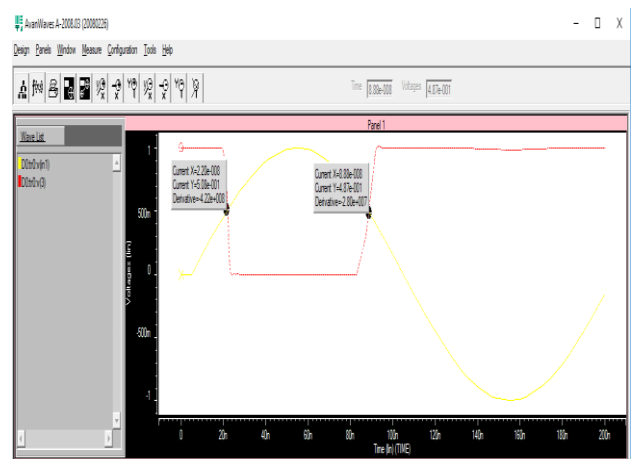 AvanWaves A-2008.03 (20080226)
Design Panels Window Measure Configuration Tools Help
Time 8.88e-008 Voltages 4.87e-001
Panel 1
Wave List
D0:tr0:v(in1)
D0:tr0:v(3)
Current X=2.20e-008
Current Y=5.08e-001
Derivative=-4.22e+008
Current X=8.88e-008
Current Y=4.87e-001
Derivative=-2.80e+007
Voltages (lin)
1
500m
0
-500m
-1
0 20n 40n 60n 80n 100n 120n 140n 160n 180n 200n
Time (lin) (TIME)